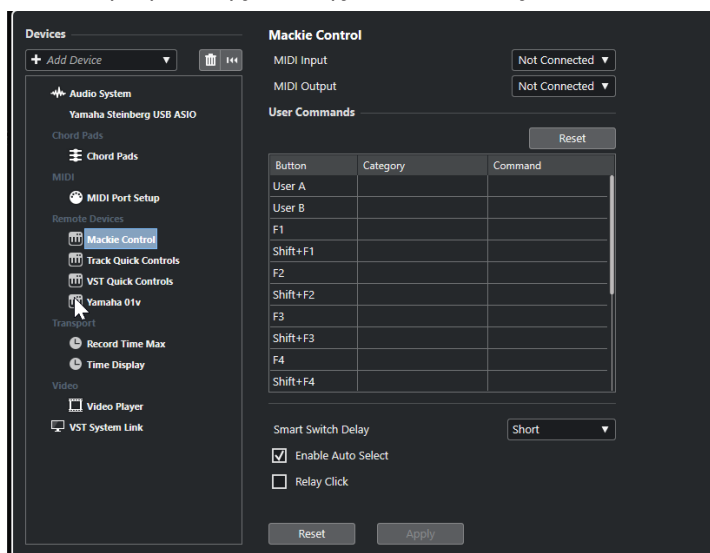 Devices
+ Add Device
Audio System
Yamaha Steinberg USB ASIO
Chord Pads
Chord Pads
MIDI
MIDI Port Setup
Remote Devices
Mackie Control
Track Quick Controls
VST Quick Controls
Yamaha 01v
Transport
Record Time Max
Time Display
Video
Video Player
VST System Link
Mackie Control
MIDI Input Not Connected
MIDI Output Not Connected
User Commands
Reset
Button Category Command
User A
User B
F1
Shift+F1
F2
Shift+F2
F3
Shift+F3
F4
Shift+F4
Smart Switch Delay Short
Enable Auto Select
Relay Click
Reset Apply